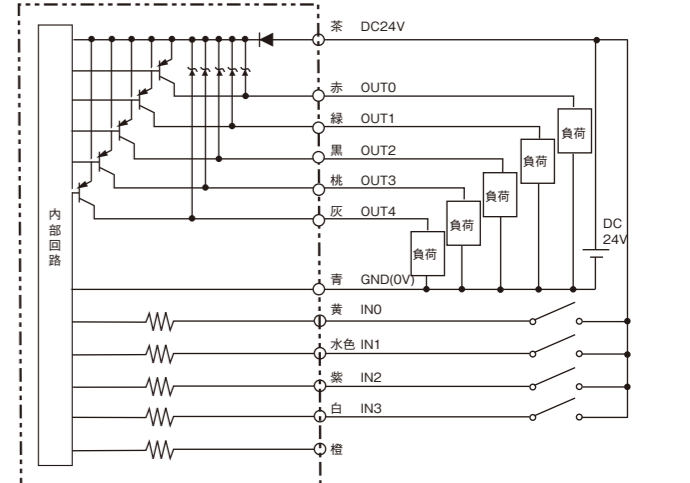 茶 DC24V
赤 OUT0
緑 OUT1
黒 OUT2
桃 OUT3
灰 OUT4
負荷
負荷
負荷
負荷
負荷
DC
24V
内部回路
青 GND(0V)
黄 IN0
水色 IN1
紫 IN2
白 IN3
橙